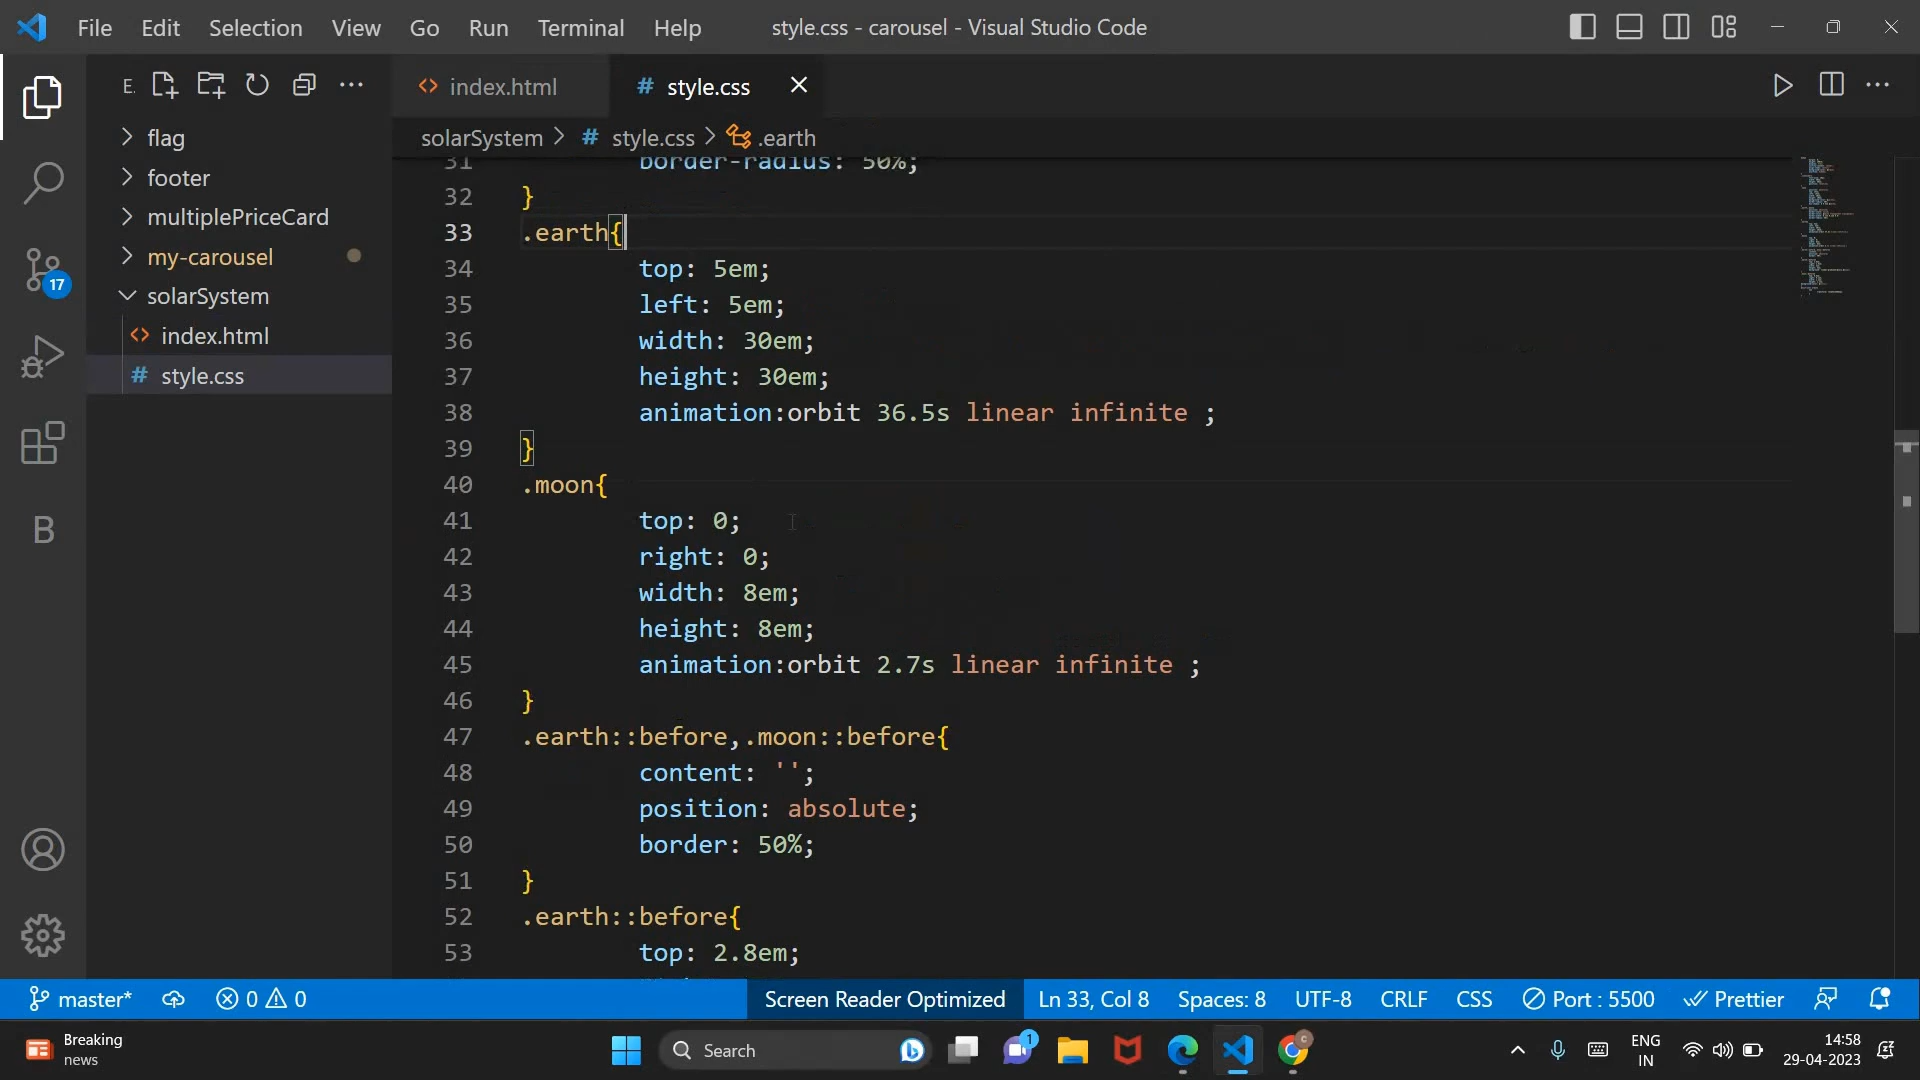 File Edit Selection View Go Run Terminal Help style.css - carousel - Visual Studio Code
E.
index.html
# style.css
solarSystem > # style.css > .earth
flag
footer
multiplePriceCard
my-carousel
solarSystem
index.html
# style.css
17
B
31 border-radius: 50%;
32 }
33 .earth{
34 top: 5em;
35 left: 5em;
36 width: 30em;
37 height: 30em;
38 animation:orbit 36.5s linear infinite ;
39 }
40 .moon{
41 top: 0;
42 right: 0;
43 width: 8em;
44 height: 8em;
45 animation:orbit 2.7s linear infinite ;
46 }
47 .earth::before,.moon::before{
48 content: '';
49 position: absolute;
50 border: 50%;
51 }
52 .earth::before{
53 top: 2.8em;
master* 0 0 Screen Reader Optimized Ln 33, Col 8 Spaces: 8 UTF-8 CRLF CSS Port : 5500 Prettier
Breaking
news
Search
1
ENG
IN
14:58
29-04-2023